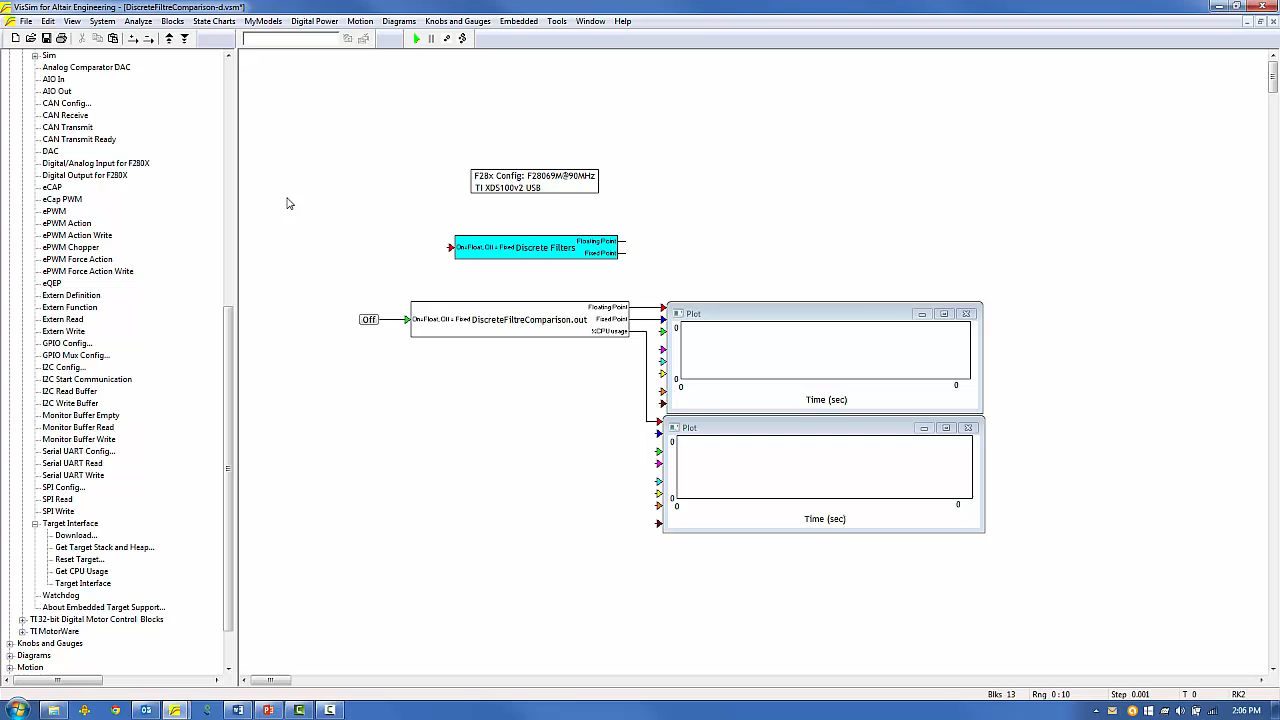 VisSim for Altair Engineering - [DiscreteFiltreComparison-d.vsm*]
File Edit View System Analyze Blocks State Charts MyModels Digital Power Motion Diagrams Knobs and Gauges Embedded Tools Window Help
Sim
Analog Comparator DAC
AIO In
AIO Out
CAN Config...
CAN Receive
CAN Transmit
CAN Transmit Ready
DAC
Digital/Analog Input for F280X
Digital Output for F280X
eCAP
eCap PWM
ePWM
ePWM Action
ePWM Action Write
ePWM Chopper
ePWM Force Action
ePWM Force Action Write
eQEP
Extern Definition
Extern Function
Extern Read
Extern Write
GPIO Config...
GPIO Mux Config...
I2C Config...
I2C Start Communication
I2C Read Buffer
I2C Write Buffer
Monitor Buffer Empty
Monitor Buffer Read
Monitor Buffer Write
Serial UART Config...
Serial UART Read
Serial UART Write
SPI Config...
SPI Read
SPI Write
Target Interface
Download...
Get Target Stack and Heap...
Reset Target...
Get CPU Usage
Target Interface
Watchdog
About Embedded Target Support...
TI 32-bit Digital Motor Control Blocks
TI MotorWare
Knobs and Gauges
Diagrams
Motion
F28x Config: F28069M@90MHz
TI XDS100v2 USB
On=Float, Off = Fixed Discrete Filters Floating Point
Fixed Point
Off
On=Float, Off = Fixed DiscreteFiltreComparison.out Floating Point
Fixed Point
%CPU usage
Plot
0
0
0 0
Time (sec)
Plot
0
0
0 0
Time (sec)
Blks 13 Rng 0:10 Step 0.001 T 0 RK2
2:06 PM